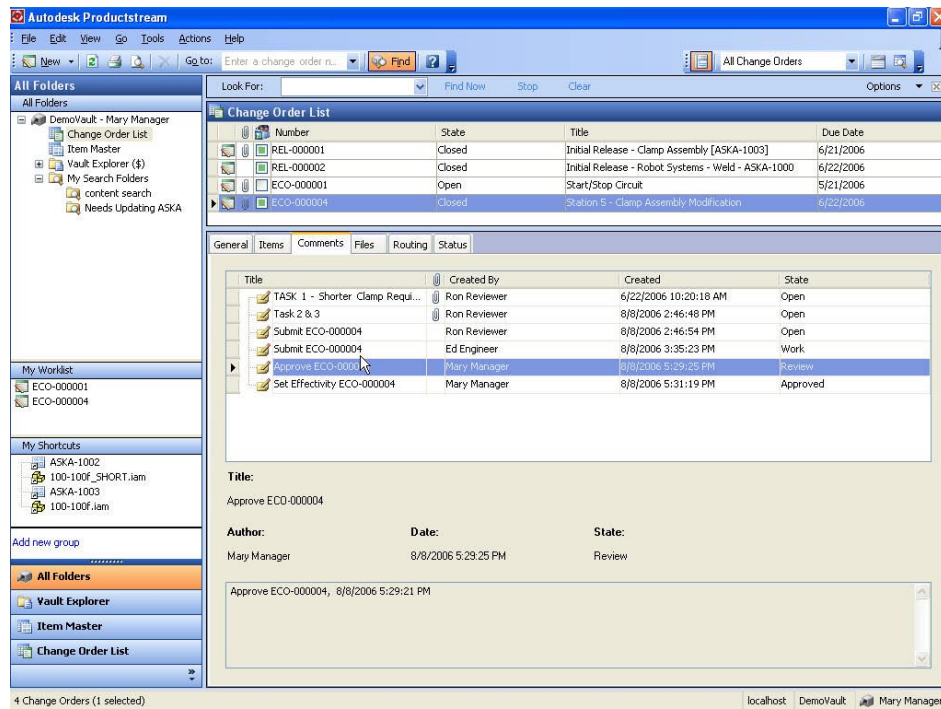 Autodesk Productstream
File Edit View Go Tools Actions Help
New Go to: Enter a change order n... Find All Change Orders
All Folders
All Folders
DemoVault - Mary Manager
Change Order List
Item Master
Vault Explorer ($)
My Search Folders
content search
Needs Updating ASKA
Look For: Find Now Stop Clear Options
Change Order List
Number State Title Due Date
REL-000001 Closed Initial Release - Clamp Assembly [ASKA-1003] 6/21/2006
REL-000002 Closed Initial Release - Robot Systems - Weld - ASKA-1000 6/22/2006
ECO-000001 Open Start/Stop Circuit 5/21/2006
ECO-000004 Closed Station 5 - Clamp Assembly Modification 6/22/2006
General Items Comments Files Routing Status
Title Created By Created State
TASK 1 - Shorter Clamp Requi... Ron Reviewer 6/22/2006 10:20:18 AM Open
Task 2 & 3 Ron Reviewer 8/8/2006 2:46:48 PM Open
Submit ECO-000004 Ron Reviewer 8/8/2006 2:46:54 PM Open
Submit ECO-000004 Ed Engineer 8/8/2006 3:35:23 PM Work
Approve ECO-00000 Mary Manager 8/8/2006 5:29:25 PM Review
Set Effectivity ECO-000004 Mary Manager 8/8/2006 5:31:19 PM Approved
My Worklist
ECO-000001
ECO-000004
My Shortcuts
ASKA-1002
100-100f_SHORT.iam
ASKA-1003
100-100f.iam
Add new group
All Folders
Vault Explorer
Item Master
Change Order List
Title:
Approve ECO-000004
Author: Date: State:
Mary Manager 8/8/2006 5:29:25 PM Review
Approve ECO-000004, 8/8/2006 5:29:21 PM
4 Change Orders (1 selected) localhost DemoVault Mary Manager